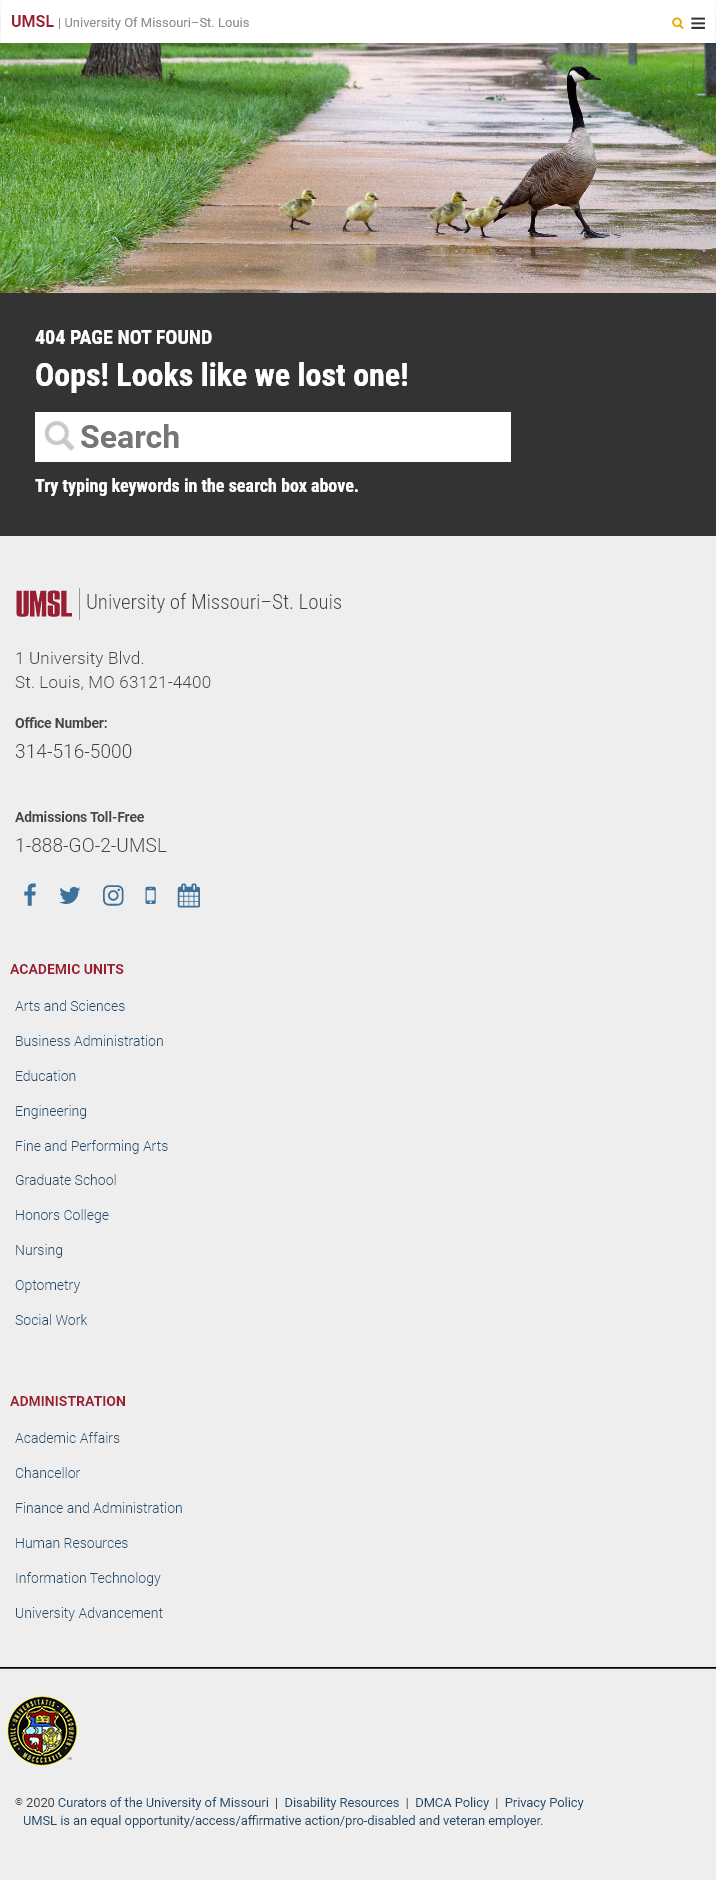 UMSL | University Of Missouri–St. Louis
404 PAGE NOT FOUND
Oops! Looks like we lost one!
Search
Try typing keywords in the search box above.
UMSL University of Missouri–St. Louis
1 University Blvd.
St. Louis, MO 63121-4400
Office Number:
314-516-5000
Admissions Toll-Free
1-888-GO-2-UMSL
ACADEMIC UNITS
Arts and Sciences
Business Administration
Education
Engineering
Fine and Performing Arts
Graduate School
Honors College
Nursing
Optometry
Social Work
ADMINISTRATION
Academic Affairs
Chancellor
Finance and Administration
Human Resources
Information Technology
University Advancement
© 2020 Curators of the University of Missouri | Disability Resources | DMCA Policy | Privacy Policy
UMSL is an equal opportunity/access/affirmative action/pro-disabled and veteran employer.